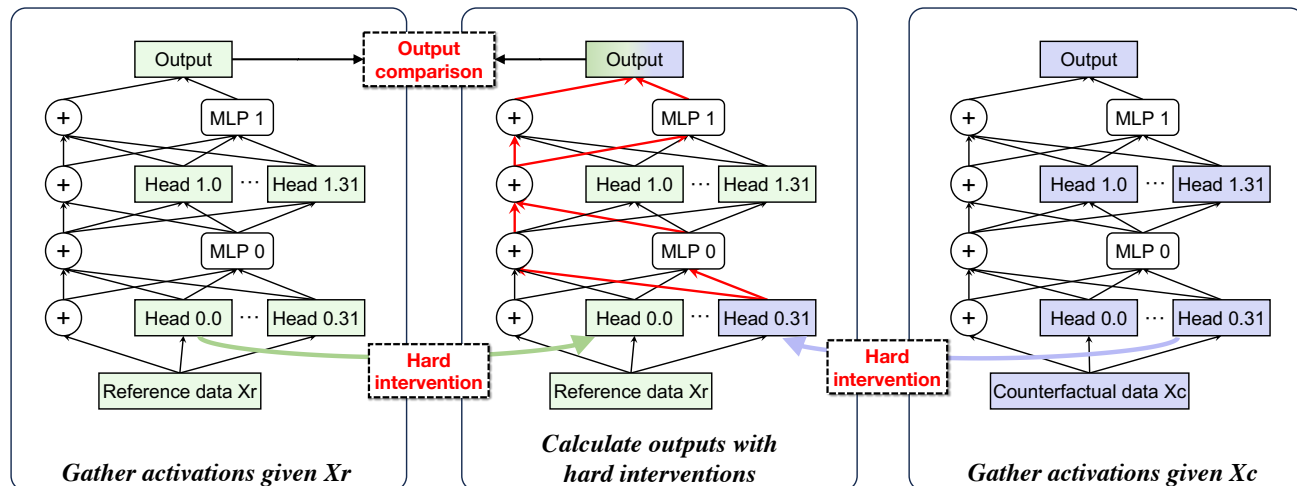 Output
+
MLP 1
+
Head 1.0 ... Head 1.31
+
MLP 0
+
Head 0.0 ... Head 0.31
Reference data Xr
Gather activations given Xr
Output
comparison
Hard
intervention
Output
+
MLP 1
+
Head 1.0 ... Head 1.31
+
MLP 0
+
Head 0.0 ... Head 0.31
Reference data Xr
Calculate outputs with
hard interventions
Hard
intervention
Output
+
MLP 1
+
Head 1.0 ... Head 1.31
+
MLP 0
+
Head 0.0 ... Head 0.31
Counterfactual data Xc
Gather activations given Xc